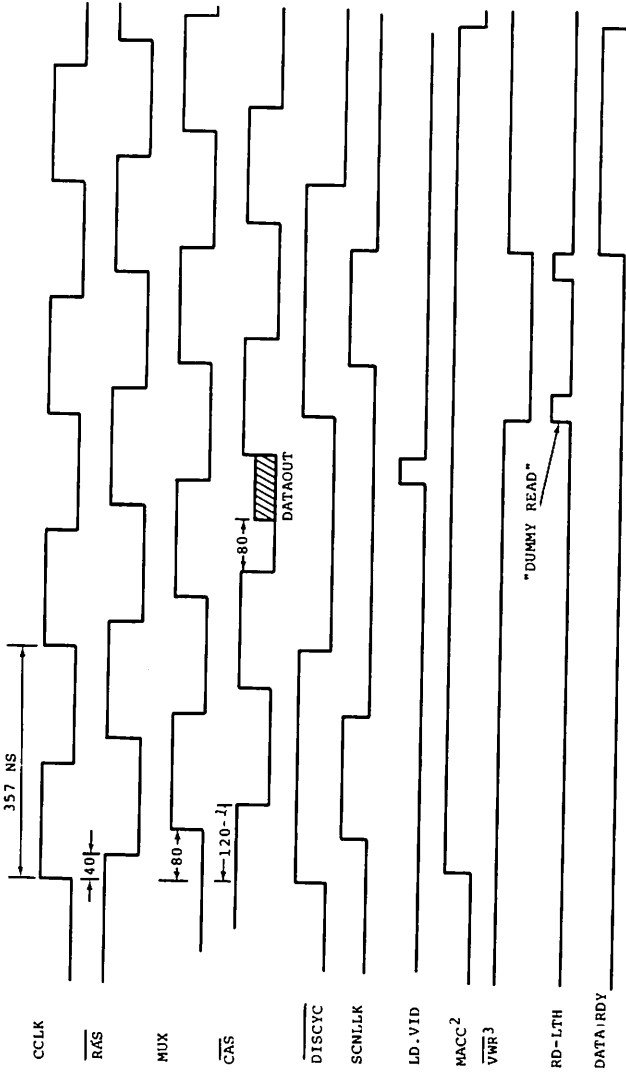 CCLK
RAS
MUX
CAS
DISCYC
SCNLLK
LD.VID
MACC2
VWR3
RD-LTH
DATA RDY
357 NS
40
80
120
80
DATAOUT
"DUMMY READ"